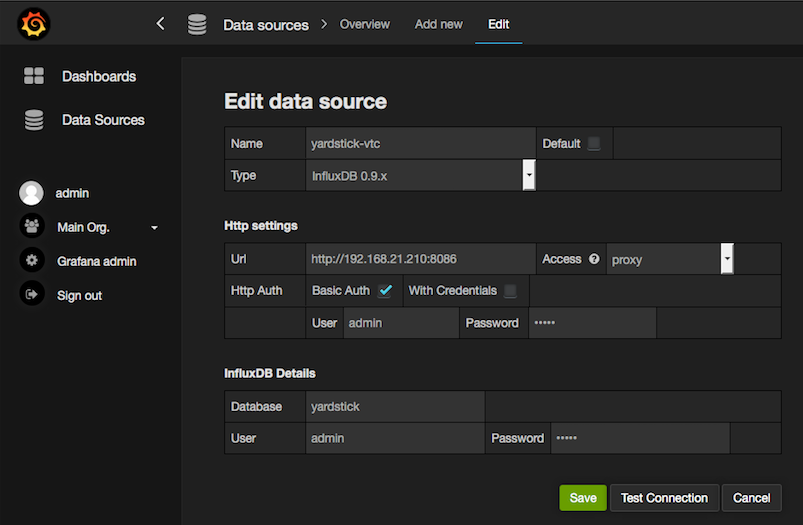 Data sources > Overview Add new Edit
Dashboards
Data Sources
admin
Main Org.
Grafana admin
Sign out
Edit data source
Name yardstick-vtc Default
Type InfluxDB 0.9.x
Http settings
Url http://192.168.21.210:8086 Access ? proxy
Http Auth Basic Auth With Credentials
User admin Password •••••
InfluxDB Details
Database yardstick
User admin Password •••••
Save Test Connection Cancel